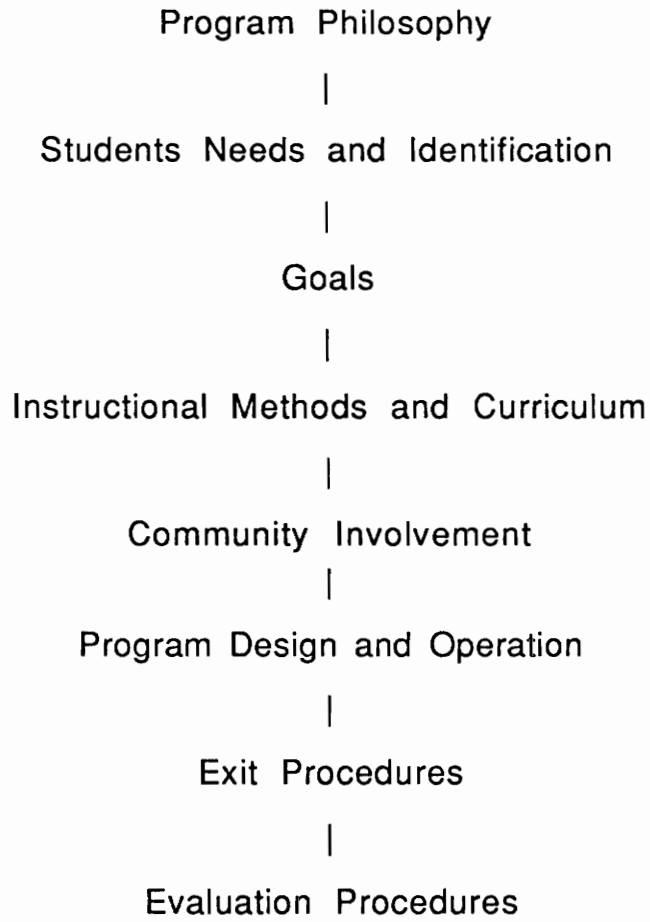 Program Philosophy
|
Students Needs and Identification
|
Goals
|
Instructional Methods and Curriculum
|
Community Involvement
|
Program Design and Operation
|
Exit Procedures
|
Evaluation Procedures